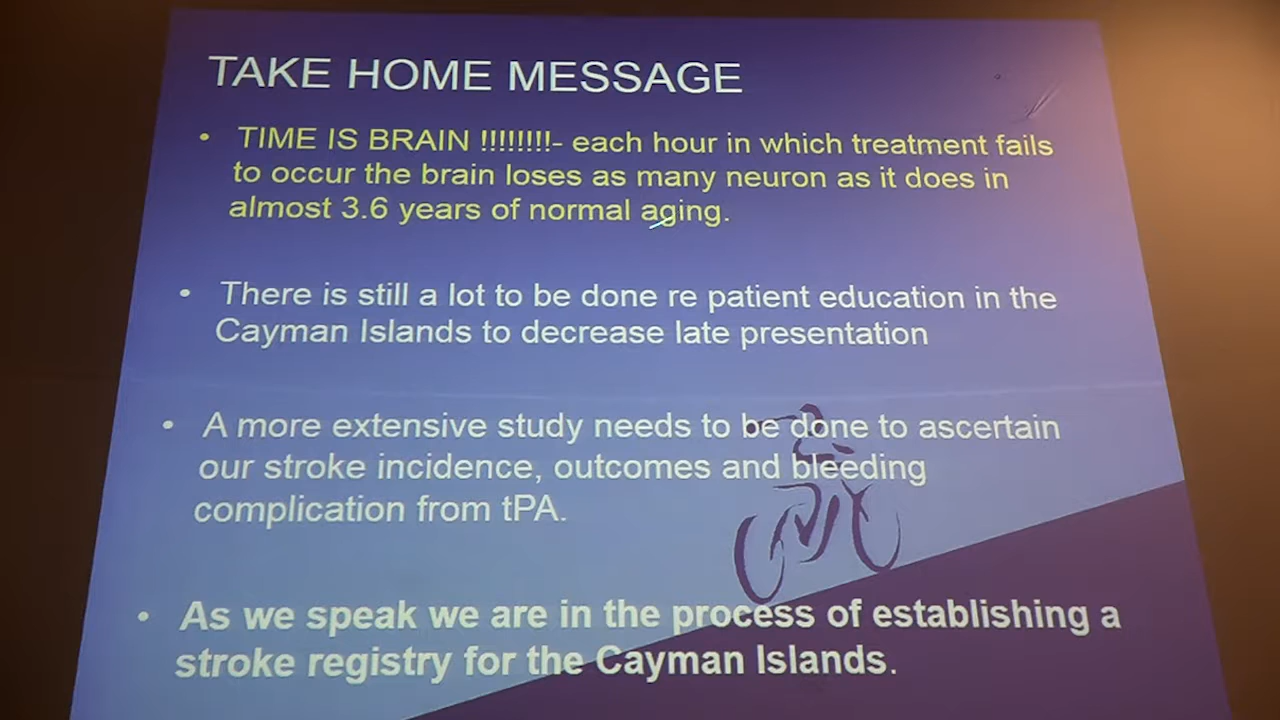 TAKE HOME MESSAGE
• TIME IS BRAIN !!!!!!!!- each hour in which treatment fails
to occur the brain loses as many neuron as it does in
almost 3.6 years of normal aging.
• There is still a lot to be done re patient education in the
Cayman Islands to decrease late presentation
• A more extensive study needs to be done to ascertain
our stroke incidence, outcomes and bleeding
complication from tPA.
• As we speak we are in the process of establishing a
stroke registry for the Cayman Islands.